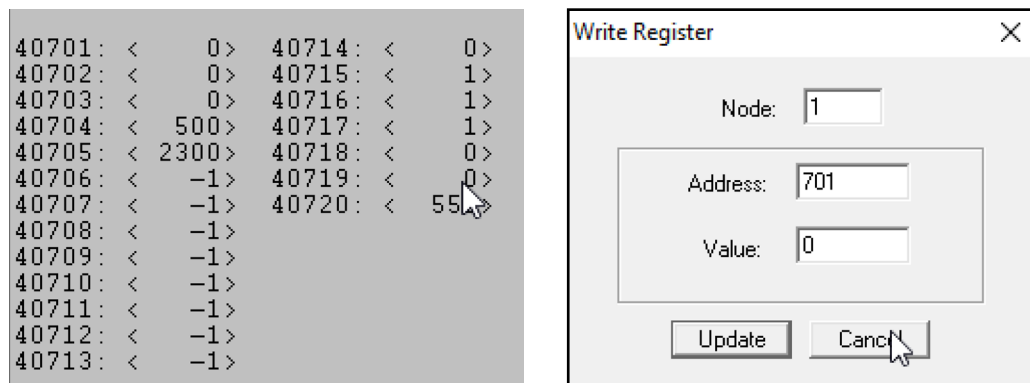 40701: <     0>  40714: <     0>
40702: <     0>  40715: <     1>
40703: <     0>  40716: <     1>
40704: <   500>  40717: <     1>
40705: <  2300>  40718: <     0>
40706: <    -1>  40719: <     0>
40707: <    -1>  40720: <
40708: <    -1>
40709: <    -1>
40710: <    -1>
40711: <    -1>
40712: <    -1>
40713: <    -1>
Write Register
Node: 1
Address: 701
Value: 0
Update Cancel